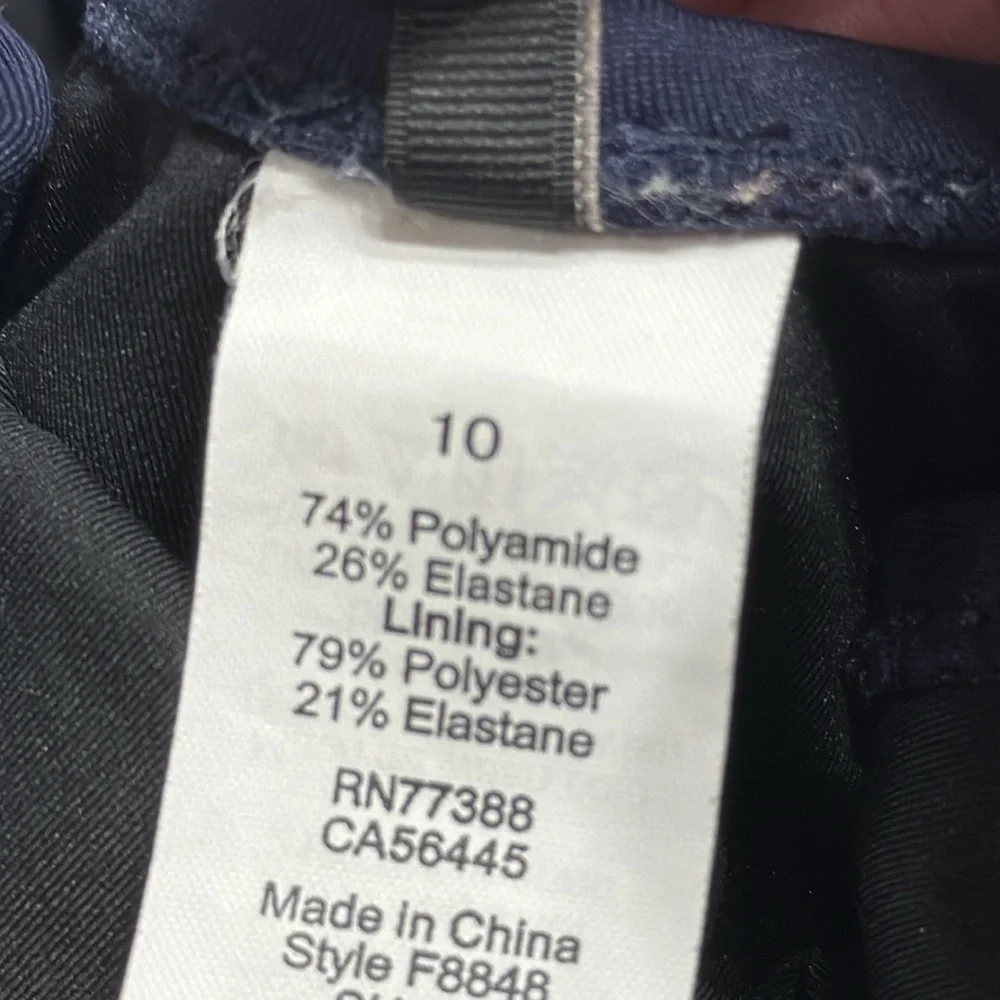 10
74% Polyamide
26% Elastane
Lining:
79% Polyester
21% Elastane
RN77388
CA56445
Made in China
Style F8848